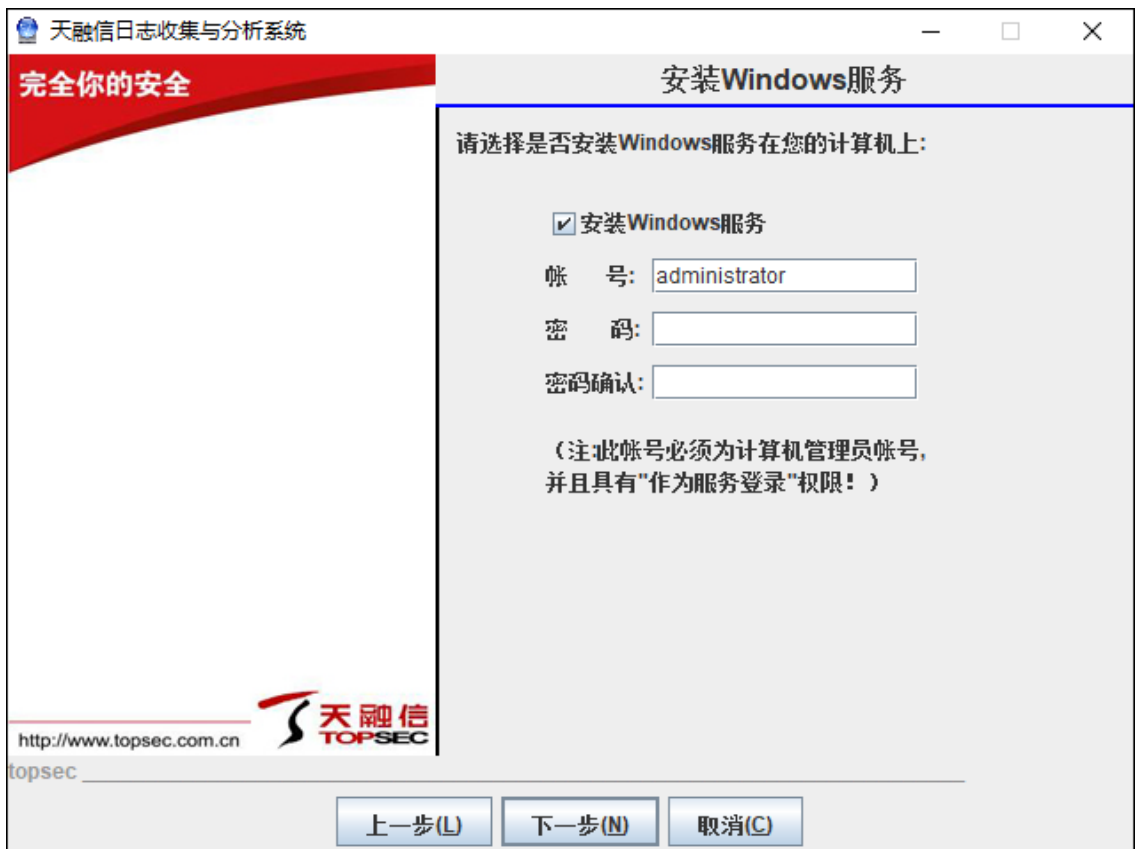 天融信日志收集与分析系统
完全你的安全
安装Windows服务
请选择是否安装Windows服务在您的计算机上:
安装Windows服务
帐 号: administrator
密 码:
密码确认:
（注:此帐号必须为计算机管理员帐号,
并且具有"作为服务登录"权限！）
天融信
TOPSEC
http://www.topsec.com.cn
topsec
上一步(L) 下一步(N) 取消(C)